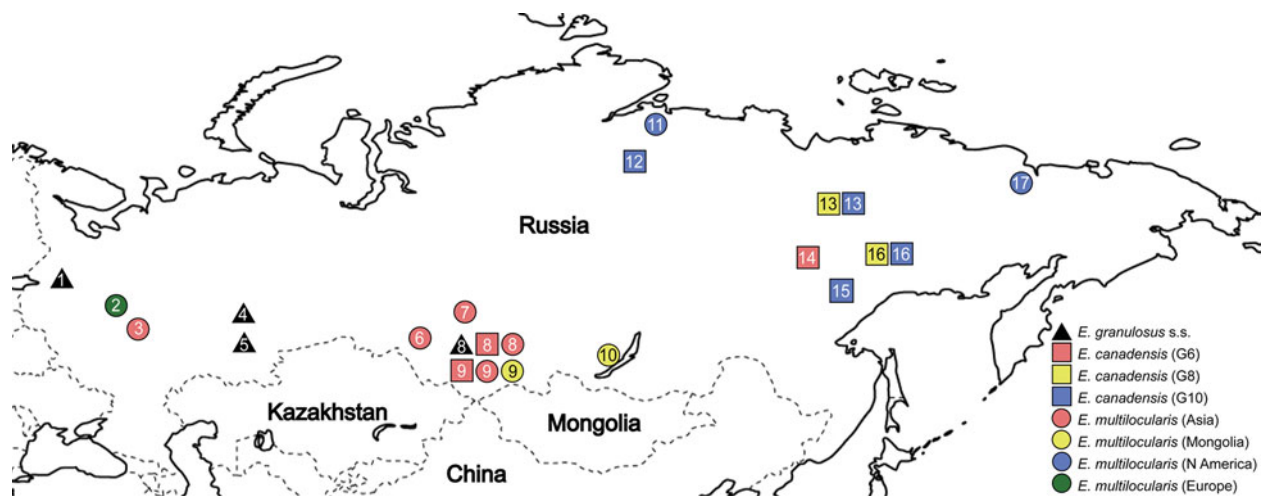 11
12
17
13 13
Russia
14
16 16
15
1
2
3
4
5
7
6
8 8 8
9 9 9
10
Kazakhstan
Mongolia
China
E. granulosus s.s.
E. canadensis (G6)
E. canadensis (G8)
E. canadensis (G10)
E. multilocularis (Asia)
E. multilocularis (Mongolia)
E. multilocularis (N America)
E. multilocularis (Europe)